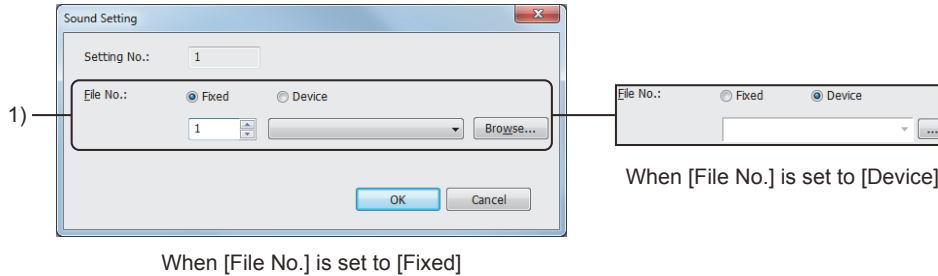 Sound Setting
x
Setting No.: 1
1)
File No.: Fixed Device
1 Browse...
OK Cancel
When [File No.] is set to [Fixed]
File No.: Fixed Device
...
When [File No.] is set to [Device]